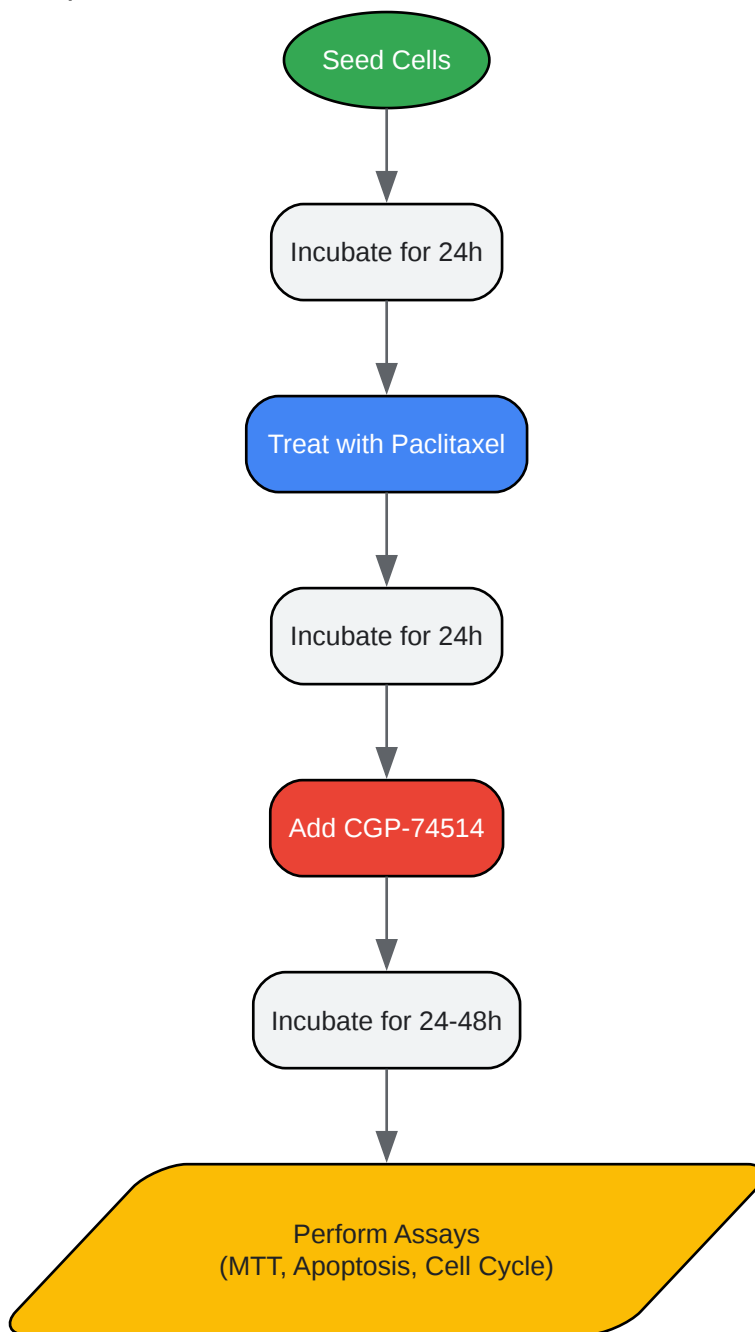 Seed Cells
Incubate for 24h
Treat with Paclitaxel
Incubate for 24h
Add CGP-74514
Incubate for 24-48h
Perform Assays
(MTT, Apoptosis, Cell Cycle)